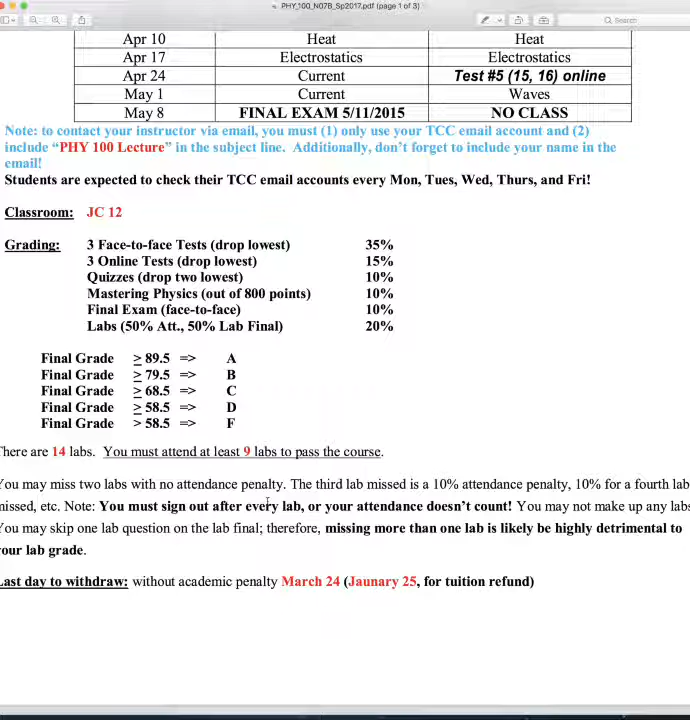 PHY_100_N07B_Sp2017.pdf (page 1 of 3)
Search
Apr 10 Heat Heat
Apr 17 Electrostatics Electrostatics
Apr 24 Current Test #5 (15, 16) online
May 1 Current Waves
May 8 FINAL EXAM 5/11/2015 NO CLASS
Note: to contact your instructor via email, you must (1) only use your TCC email account and (2)
include “PHY 100 Lecture” in the subject line. Additionally, don’t forget to include your name in the
email!
Students are expected to check their TCC email accounts every Mon, Tues, Wed, Thurs, and Fri!
Classroom: JC 12
Grading: 3 Face-to-face Tests (drop lowest) 35%
3 Online Tests (drop lowest) 15%
Quizzes (drop two lowest) 10%
Mastering Physics (out of 800 points) 10%
Final Exam (face-to-face) 10%
Labs (50% Att., 50% Lab Final) 20%
Final Grade ≥ 89.5 => A
Final Grade ≥ 79.5 => B
Final Grade ≥ 68.5 => C
Final Grade ≥ 58.5 => D
Final Grade > 58.5 => F
There are 14 labs. You must attend at least 9 labs to pass the course.
You may miss two labs with no attendance penalty. The third lab missed is a 10% attendance penalty, 10% for a fourth lab
missed, etc. Note: You must sign out after every lab, or your attendance doesn’t count! You may not make up any labs
You may skip one lab question on the lab final; therefore, missing more than one lab is likely be highly detrimental to
your lab grade.
Last day to withdraw: without academic penalty March 24 (Jaunary 25, for tuition refund)